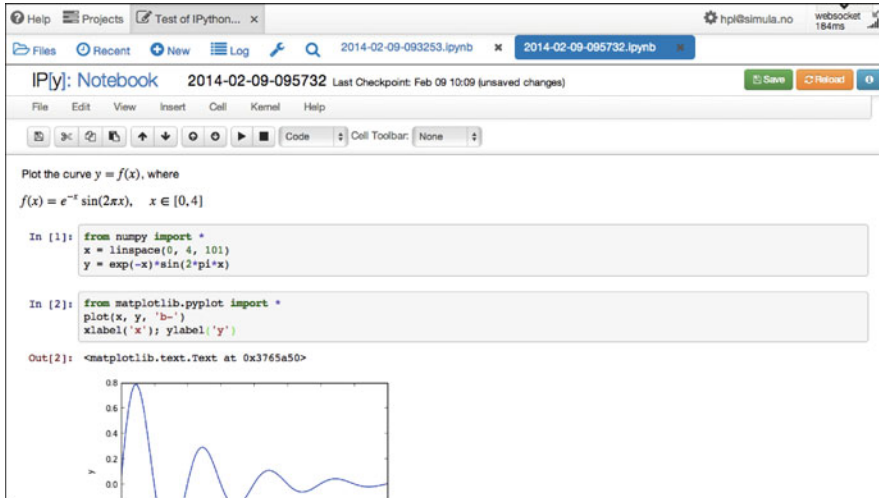 Help Projects Test of IPython... × hpl@simula.no websocket
184ms
Files Recent New Log 2014-02-09-093253.ipynb × 2014-02-09-095732.ipynb ×
IP[y]: Notebook 2014-02-09-095732 Last Checkpoint: Feb 09 10:09 (unsaved changes) Save Reload
File Edit View Insert Cell Kernel Help
Code Cell Toolbar: None
Plot the curve y = f(x), where
f(x) = e^{-x} sin(2πx), x ∈ [0, 4]
In [1]: from numpy import *
x = linspace(0, 4, 101)
y = exp(-x)*sin(2*pi*x)
In [2]: from matplotlib.pyplot import *
plot(x, y, 'b-')
xlabel('x'); ylabel('y')
Out[2]: <matplotlib.text.Text at 0x3765a50>
0.8
0.6
0.4
0.2
y
0.0